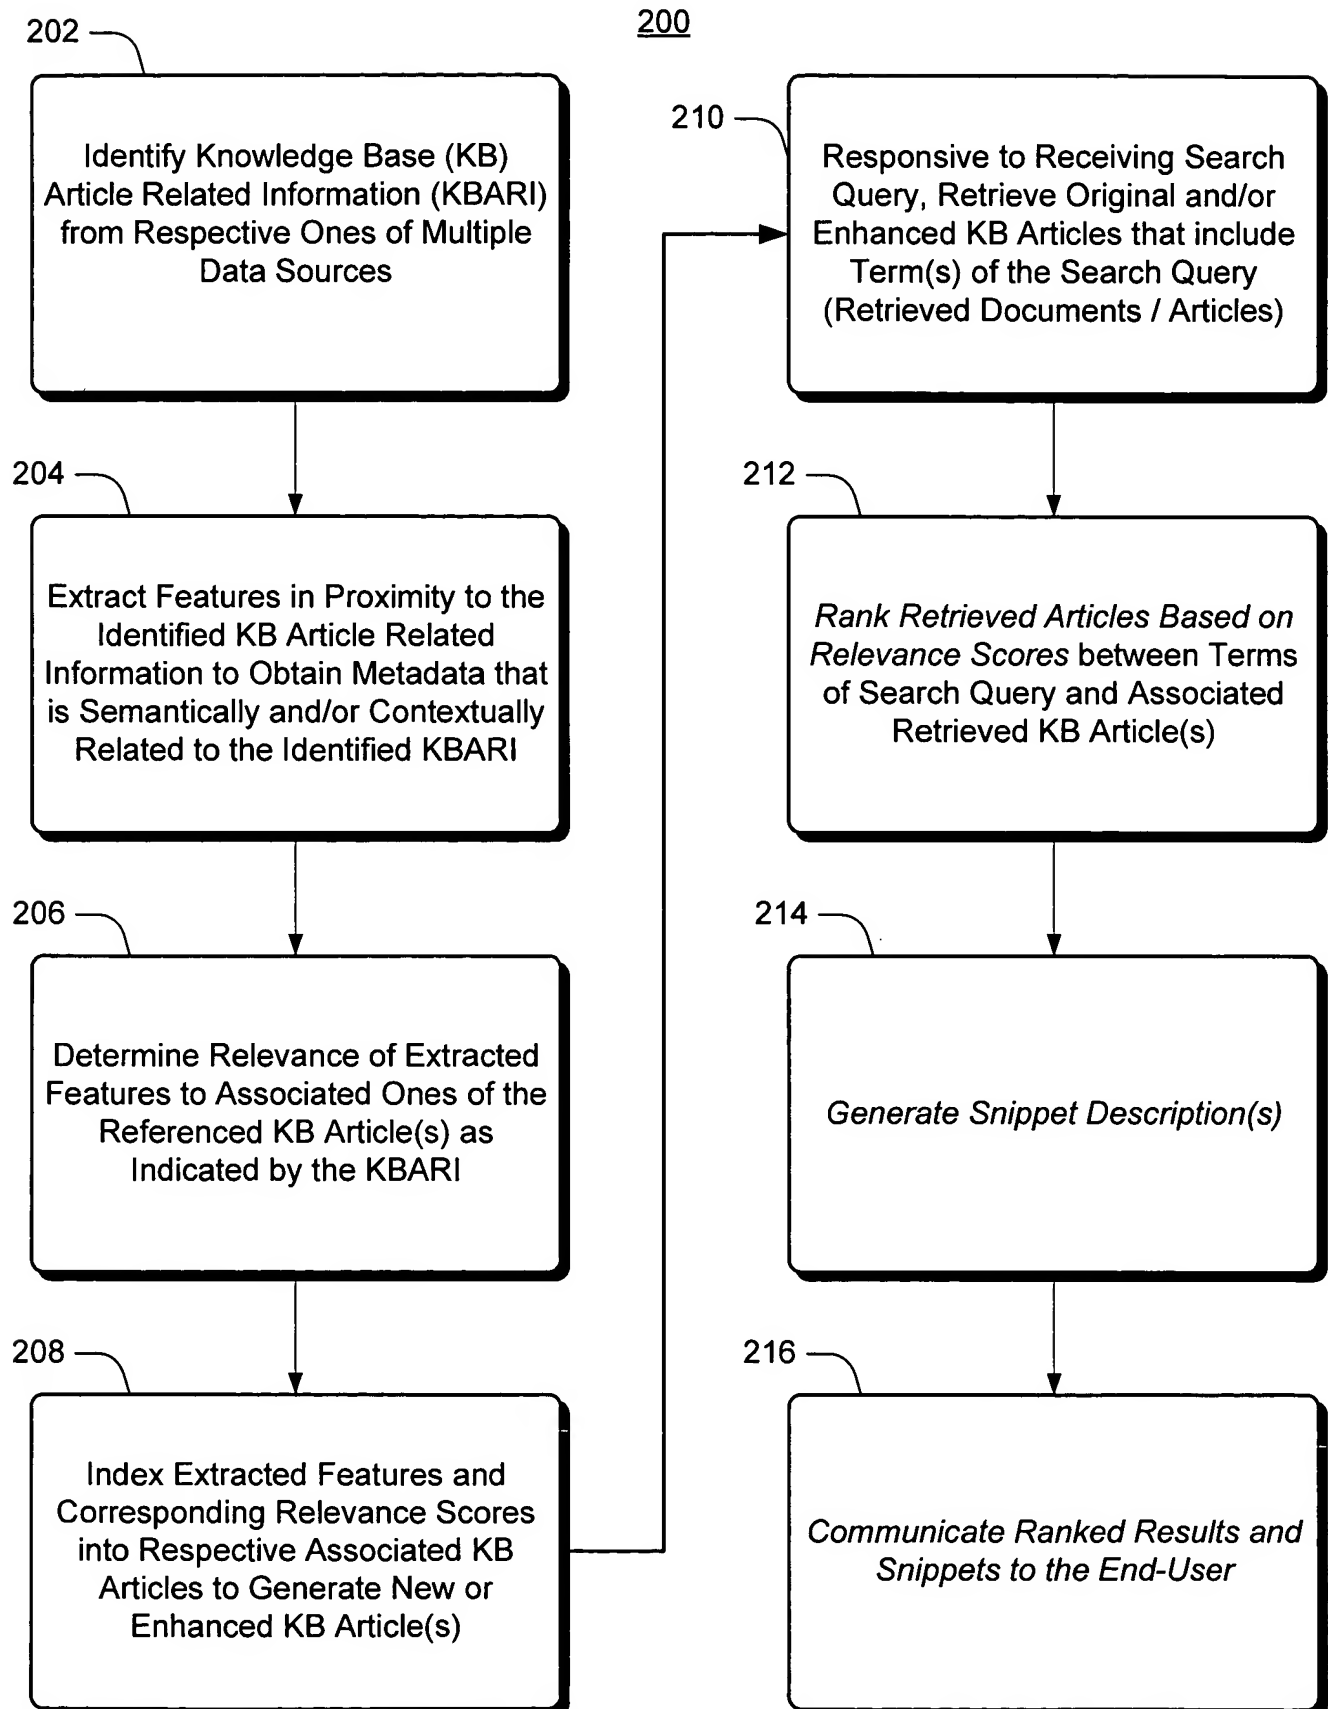 200
202
Identify Knowledge Base (KB)
Article Related Information (KBARI)
from Respective Ones of Multiple
Data Sources
204
Extract Features in Proximity to the
Identified KB Article Related
Information to Obtain Metadata that
is Semantically and/or Contextually
Related to the Identified KBARI
206
Determine Relevance of Extracted
Features to Associated Ones of the
Referenced KB Article(s) as
Indicated by the KBARI
208
Index Extracted Features and
Corresponding Relevance Scores
into Respective Associated KB
Articles to Generate New or
Enhanced KB Article(s)
210
Responsive to Receiving Search
Query, Retrieve Original and/or
Enhanced KB Articles that include
Term(s) of the Search Query
(Retrieved Documents / Articles)
212
Rank Retrieved Articles Based on
Relevance Scores between Terms
of Search Query and Associated
Retrieved KB Article(s)
214
Generate Snippet Description(s)
216
Communicate Ranked Results and
Snippets to the End-User